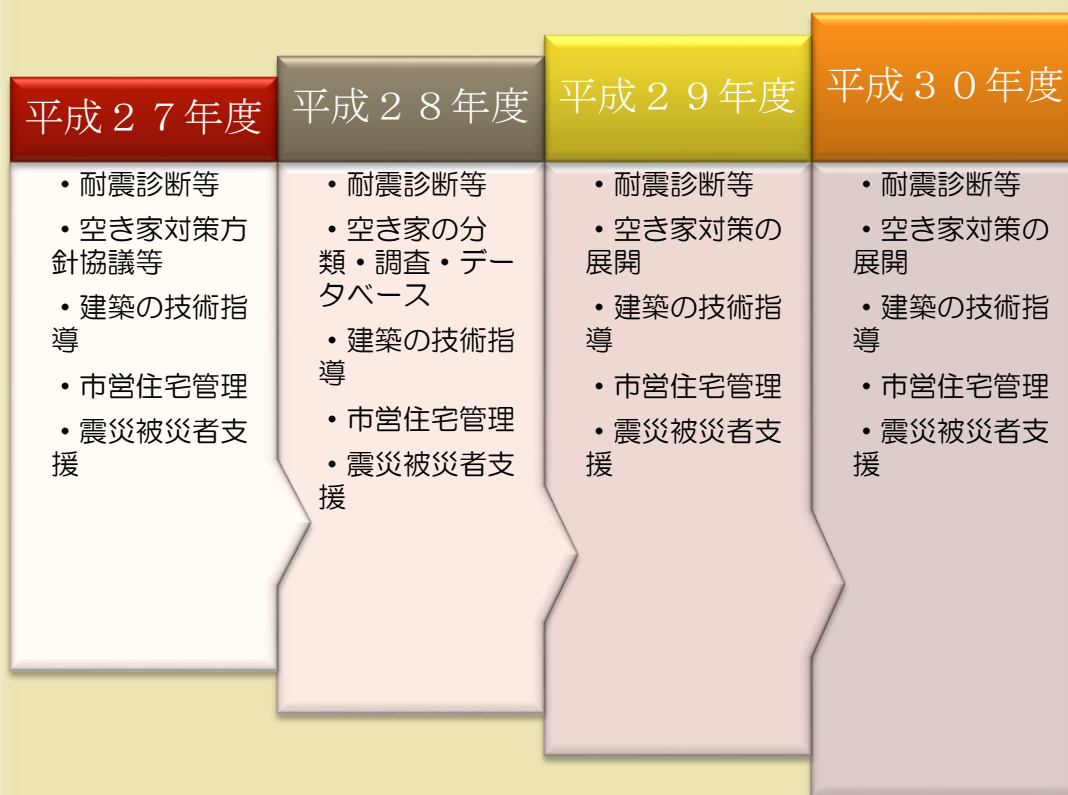 平成２７年度
・耐震診断等
・空き家対策方
針協議等
・建築の技術指
導
・市営住宅管理
・震災被災者支
援
平成２８年度
・耐震診断等
・空き家の分
類・調査・デー
タベース
・建築の技術指
導
・市営住宅管理
・震災被災者支
援
平成２９年度
・耐震診断等
・空き家対策の
展開
・建築の技術指
導
・市営住宅管理
・震災被災者支
援
平成３０年度
・耐震診断等
・空き家対策の
展開
・建築の技術指
導
・市営住宅管理
・震災被災者支
援